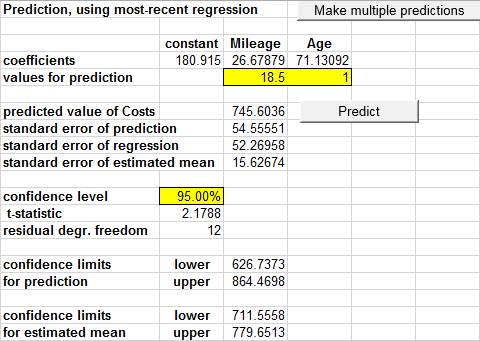 Prediction, using most-recent regression Make multiple predictions
constant Mileage Age
coefficients 180.915 26.67879 71.13092
values for prediction 18.5 1
predicted value of Costs 745.6036 Predict
standard error of prediction 54.55551
standard error of regression 52.26958
standard error of estimated mean 15.62674
confidence level 95.00%
t-statistic 2.1788
residual degr. freedom 12
confidence limits lower 626.7373
for prediction upper 864.4698
confidence limits lower 711.5558
for estimated mean upper 779.6513